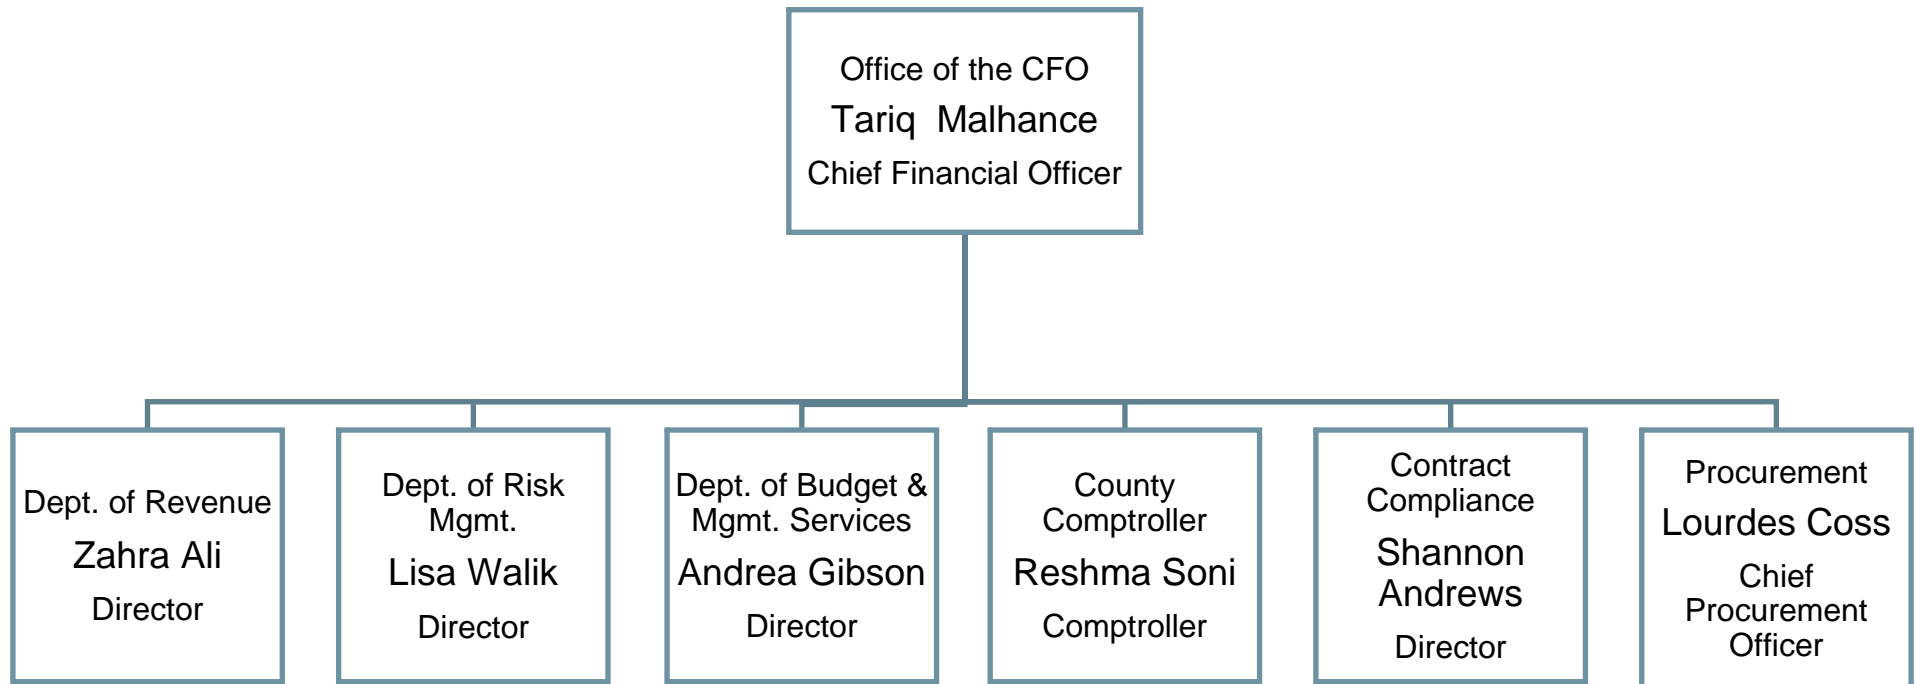 Office of the CFO
Tariq  Malhance
Chief Financial Officer
Dept. of Revenue
Zahra Ali
Director
Dept. of Risk
Mgmt.
Lisa Walik
Director
Dept. of Budget &
Mgmt. Services
Andrea Gibson
Director
County
Comptroller
Reshma Soni
Comptroller
Contract
Compliance
Shannon
Andrews
Director
Procurement
Lourdes Coss
Chief
Procurement
Officer